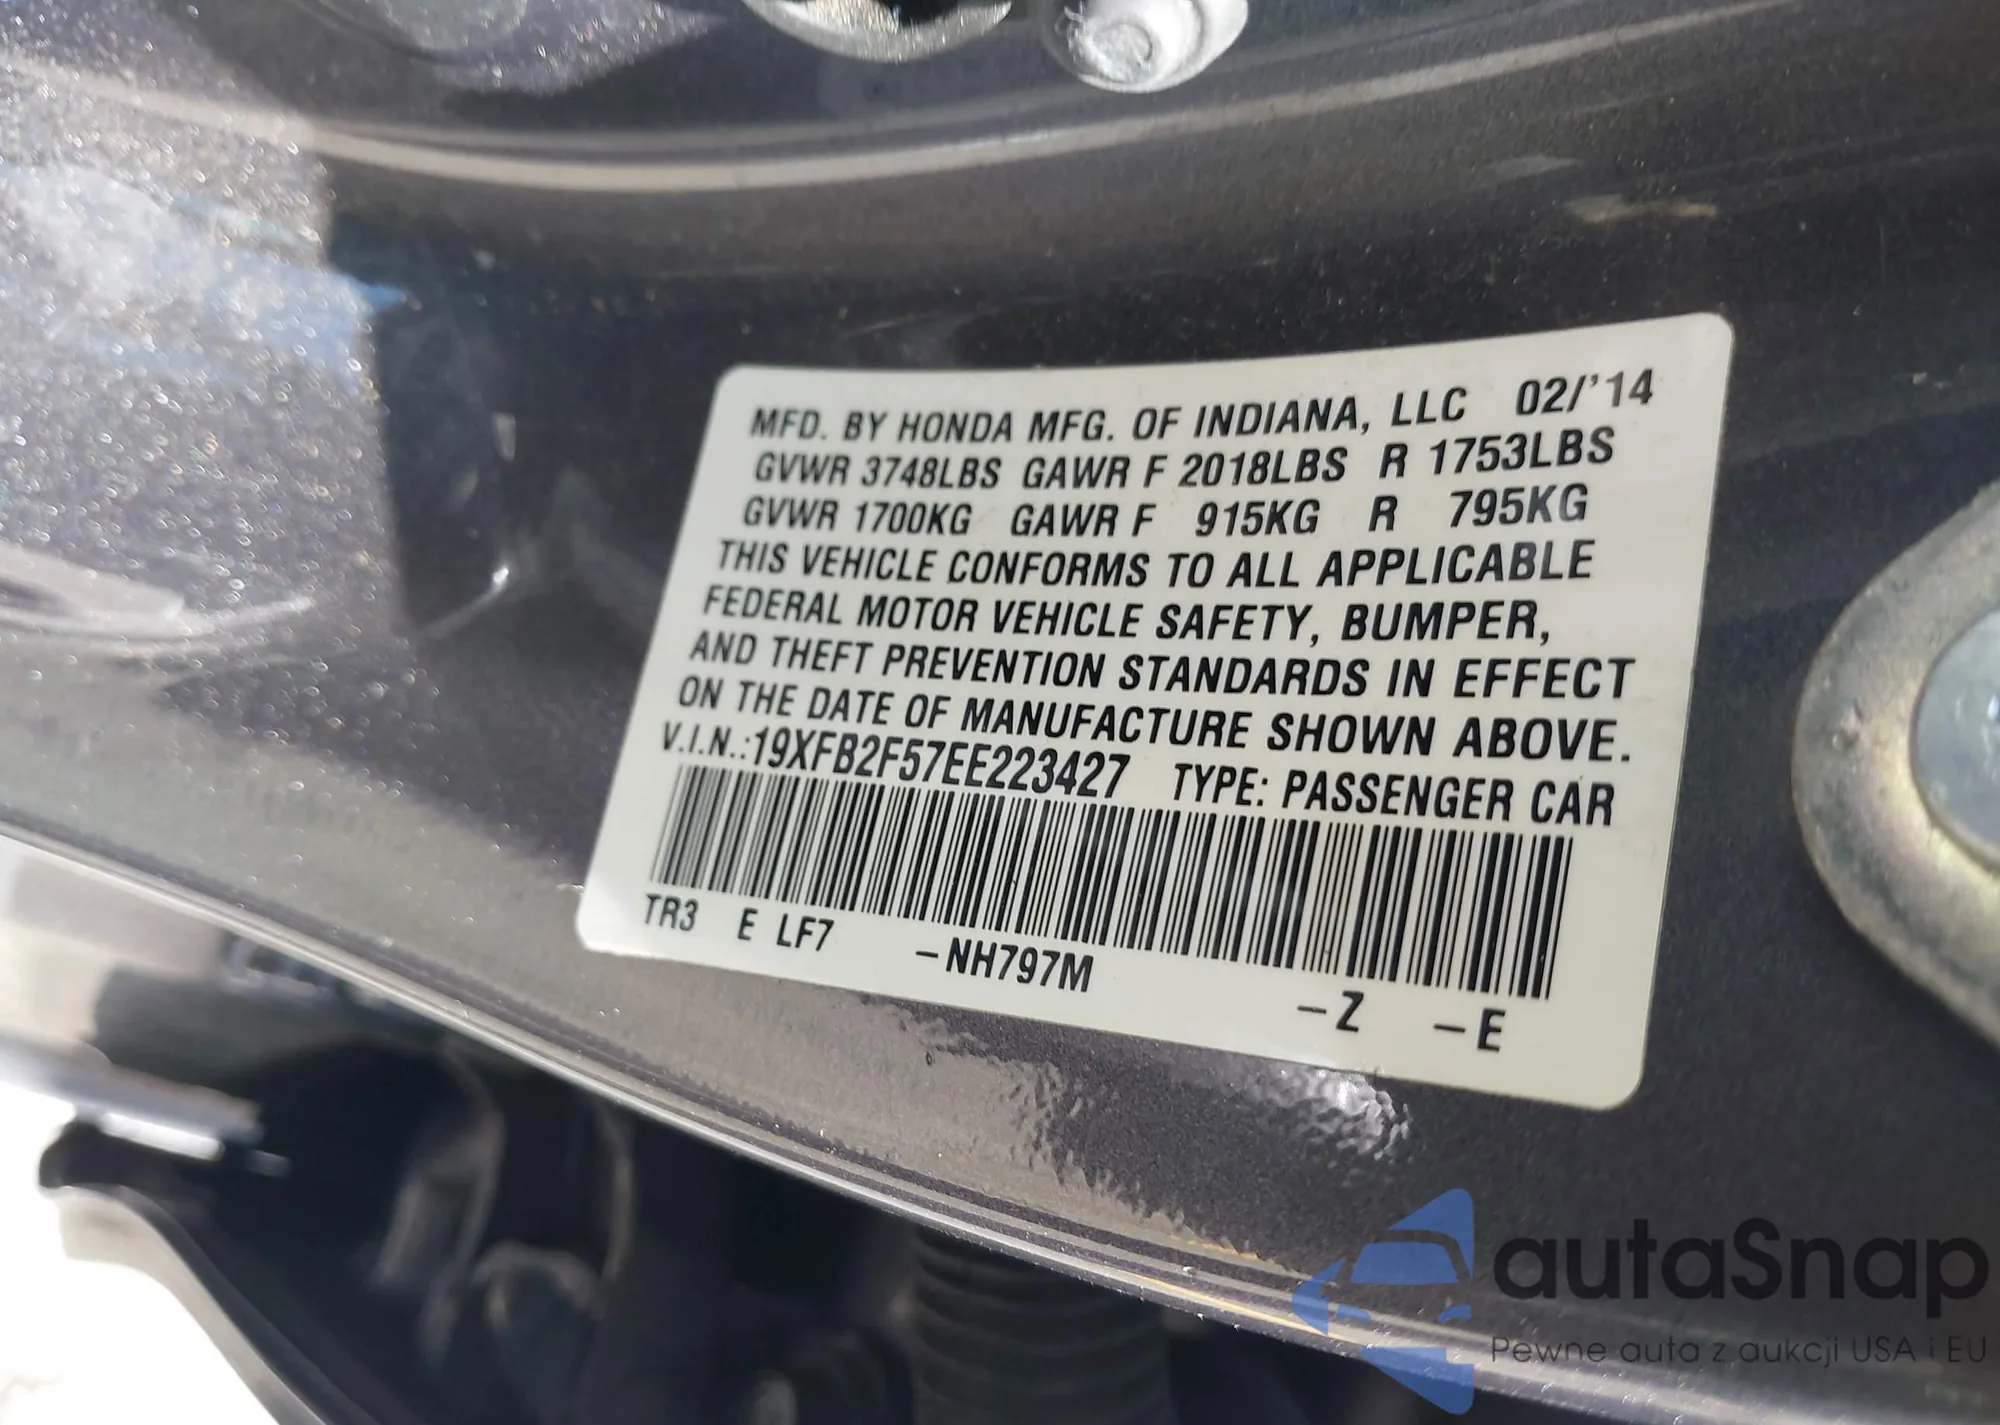 MFD. BY HONDA MFG. OF INDIANA, LLC 02/'14
GVWR 3748LBS GAWR F 2018LBS R 1753LBS
GVWR 1700KG GAWR F 915KG R 795KG
THIS VEHICLE CONFORMS TO ALL APPLICABLE
FEDERAL MOTOR VEHICLE SAFETY, BUMPER,
AND THEFT PREVENTION STANDARDS IN EFFECT
ON THE DATE OF MANUFACTURE SHOWN ABOVE.
V.I.N.:19XFB2F57EE223427 TYPE: PASSENGER CAR
TR3 E LF7 –NH797M –Z –E
autaSnap
Pewne auta z aukcji USA i EU